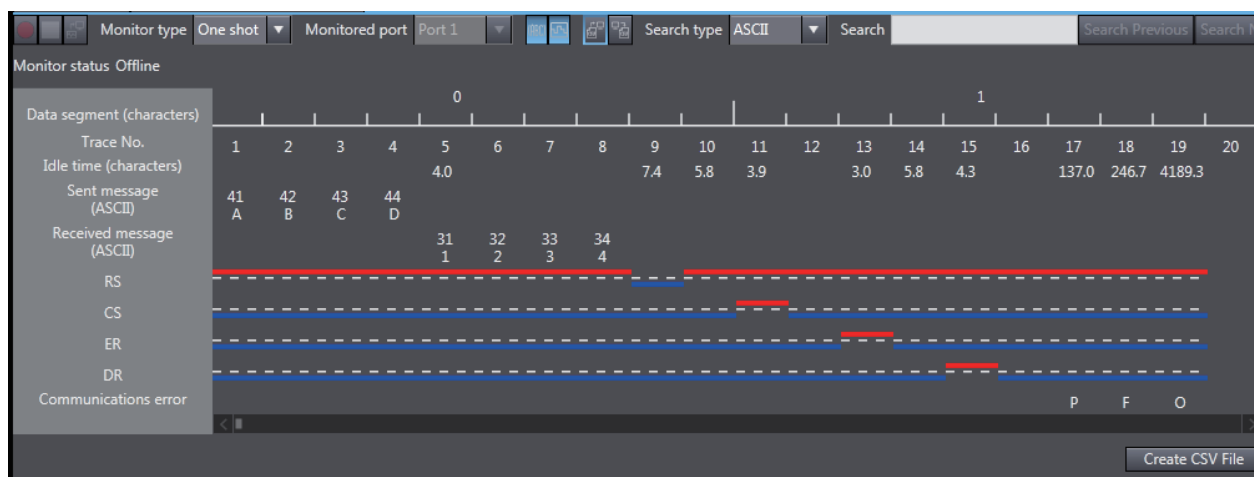 Monitor type One shot Monitored port Port 1 Search type ASCII Search Search Previous Search
Monitor status Offline
0 1
Data segment (characters)
Trace No. 1 2 3 4 5 6 7 8 9 10 11 12 13 14 15 16 17 18 19 20
Idle time (characters) 4.0 7.4 5.8 3.9 3.0 5.8 4.3 137.0 246.7 4189.3
Sent message 41 42 43 44
(ASCII) A B C D
Received message 31 32 33 34
(ASCII) 1 2 3 4
RS
CS
ER
DR
Communications error P F O
Create CSV File